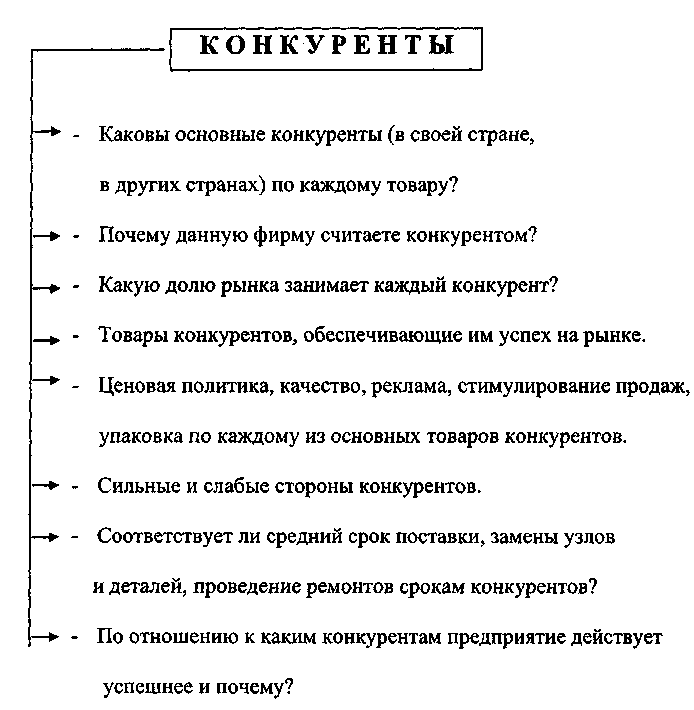 КОНКУРЕНТЫ
- Каковы основные конкуренты (в своей стране,
в других странах) по каждому товару?
- Почему данную фирму считаете конкурентом?
- Какую долю рынка занимает каждый конкурент?
- Товары конкурентов, обеспечивающие им успех на рынке.
- Ценовая политика, качество, реклама, стимулирование продаж,
упаковка по каждому из основных товаров конкурентов.
- Сильные и слабые стороны конкурентов.
- Соответствует ли средний срок поставки, замены узлов
и деталей, проведение ремонтов срокам конкурентов?
- По отношению к каким конкурентам предприятие действует
успешнее и почему?